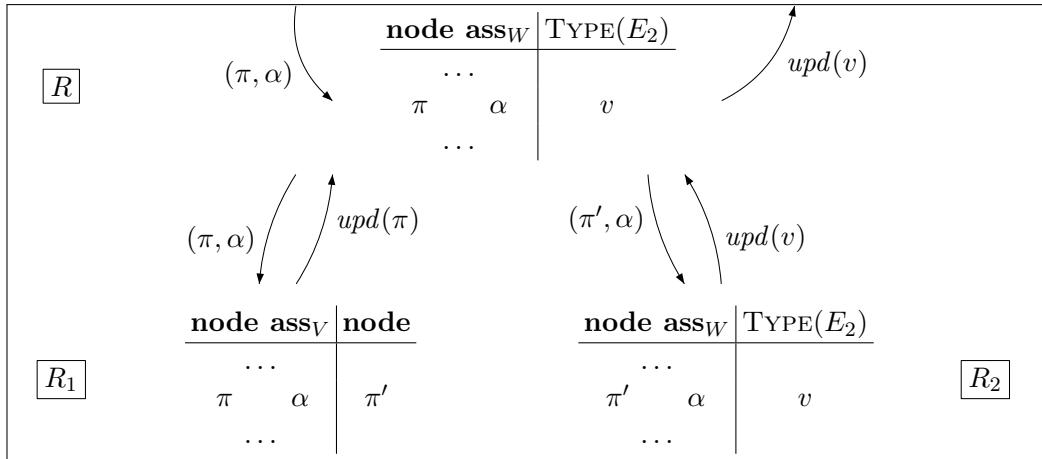 node ass_W TYPE(E_2)
(π, α) … upd(v)
R π α v
…
(π, α) upd(π) (π′, α) upd(v)
node ass_V node node ass_W TYPE(E_2)
… …
R_1 π α π′ π′ α v R_2
… …